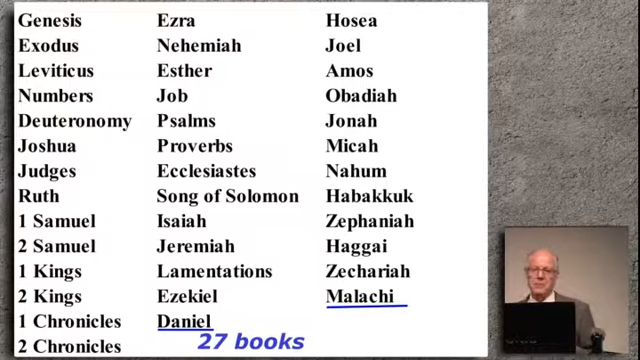 Genesis
Exodus
Leviticus
Numbers
Deuteronomy
Joshua
Judges
Ruth
1 Samuel
2 Samuel
1 Kings
2 Kings
1 Chronicles
2 Chronicles
Ezra
Nehemiah
Esther
Job
Psalms
Proverbs
Ecclesiastes
Song of Solomon
Isaiah
Jeremiah
Lamentations
Ezekiel
Daniel
Hosea
Joel
Amos
Obadiah
Jonah
Micah
Nahum
Habakkuk
Zephaniah
Haggai
Zechariah
Malachi
27 books